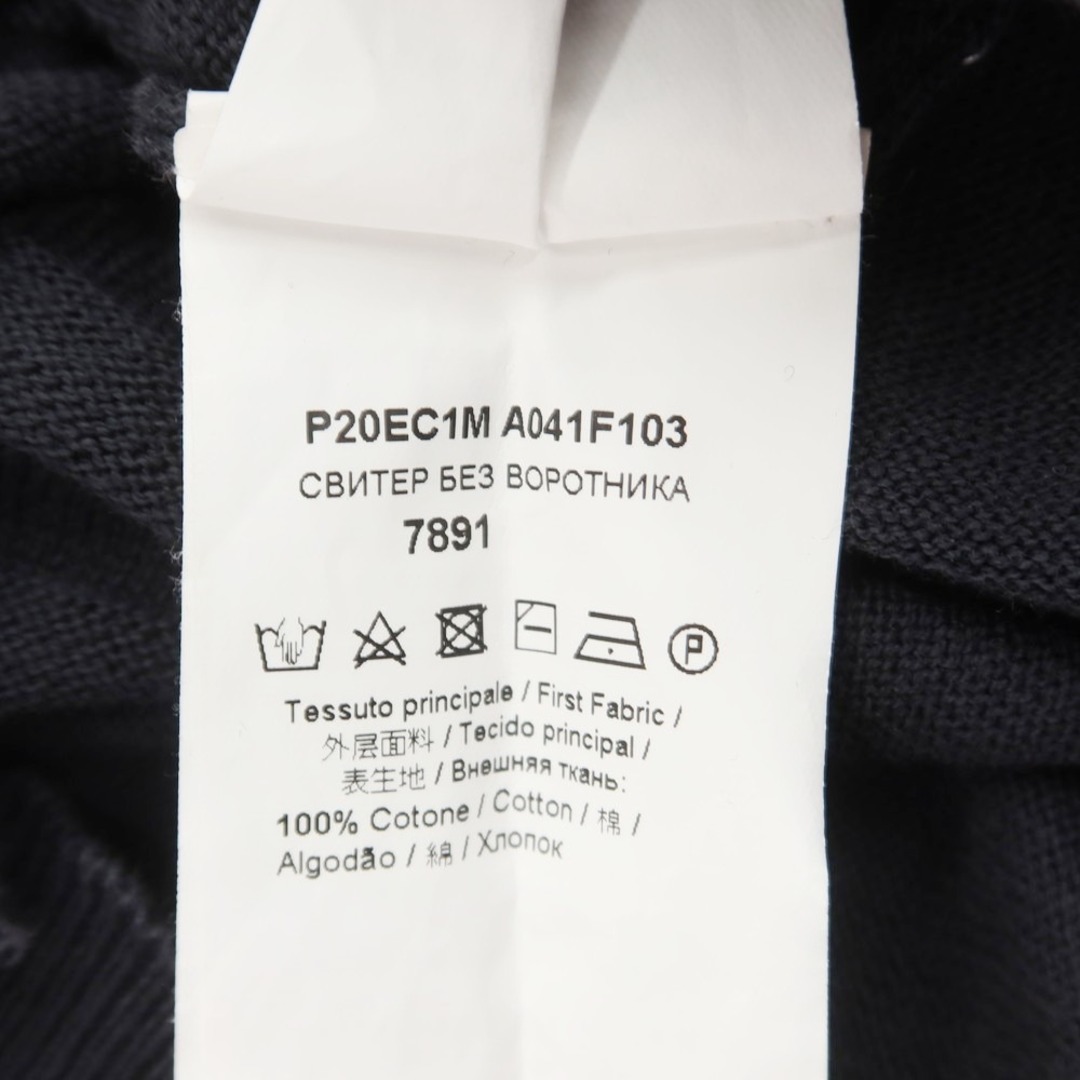 P20EC1M A041F103
СВИТЕР БЕЗ ВОРОТНИКА
7891
P
Tessuto principale / First Fabric /
外层面料 / Tecido principal /
表生地 / Внешняя ткань:
100% Cotone / Cotton / 棉 /
Algodão / 綿 / Хлопок